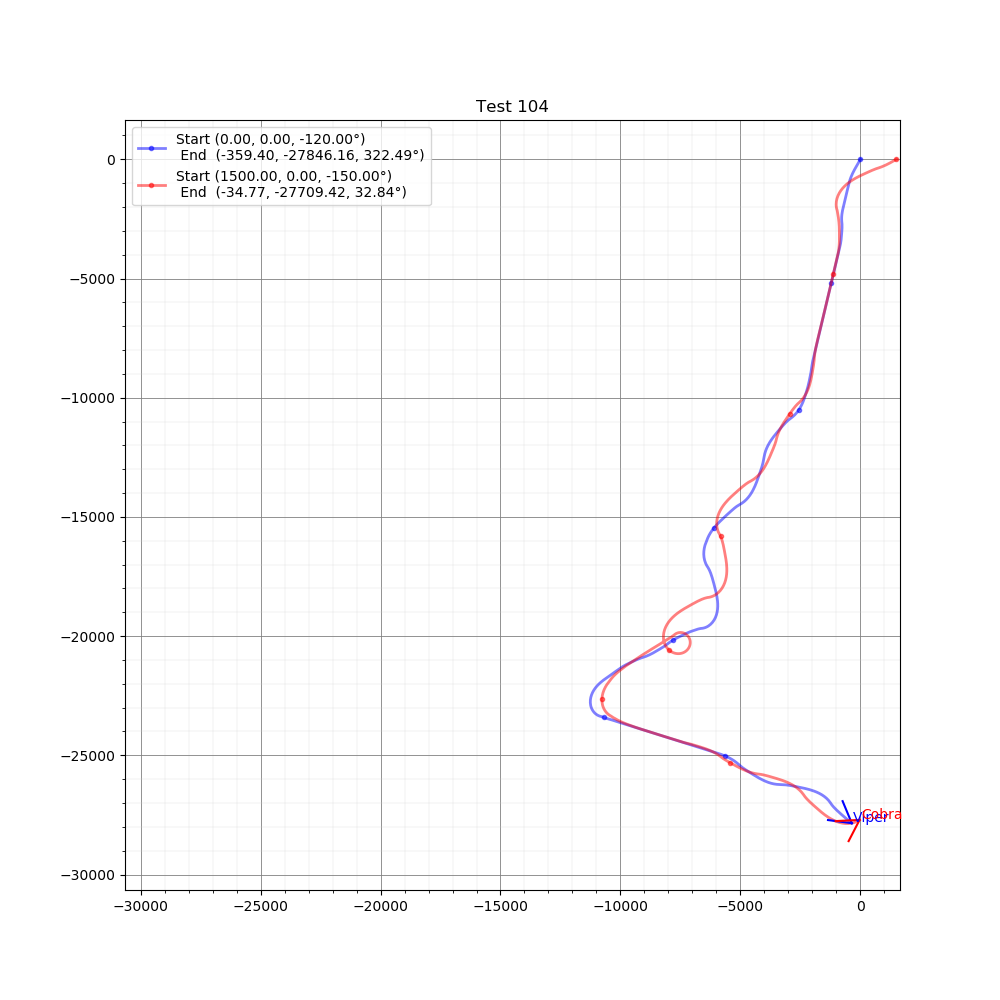 Test 104
Start (0.00, 0.00, -120.00°)
End (-359.40, -27846.16, 322.49°)
Start (1500.00, 0.00, -150.00°)
End (-34.77, -27709.42, 32.84°)
0
−5000
−10000
−15000
−20000
−25000
−30000
Cobra
Viper
−30000 −25000 −20000 −15000 −10000 −5000 0